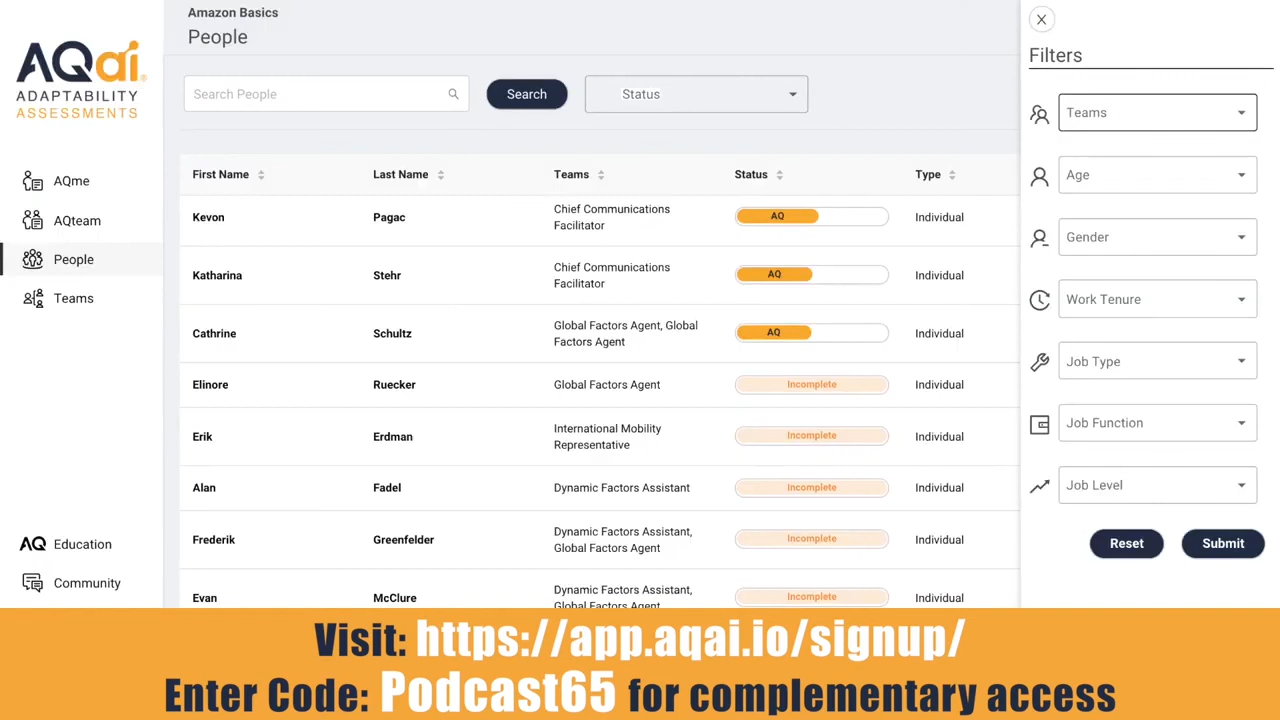 AQai
ADAPTABILITY
ASSESSMENTS
AQme
AQteam
People
Teams
AQ Education
Community
Amazon Basics
People
Search People
Search
Status
First Name Last Name Teams Status Type
Kevon Pagac Chief Communications Facilitator AQ Individual
Katharina Stehr Chief Communications Facilitator AQ Individual
Cathrine Schultz Global Factors Agent, Global Factors Agent AQ Individual
Elinore Ruecker Global Factors Agent Incomplete Individual
Erik Erdman International Mobility Representative Incomplete Individual
Alan Fadel Dynamic Factors Assistant Incomplete Individual
Frederik Greenfelder Dynamic Factors Assistant, Global Factors Agent Incomplete Individual
Evan McClure Dynamic Factors Assistant, Global Factors Agent Incomplete Individual
Filters
Teams
Age
Gender
Work Tenure
Job Type
Job Function
Job Level
Reset Submit
Visit: https://app.aqai.io/signup/
Enter Code: Podcast65 for complementary access